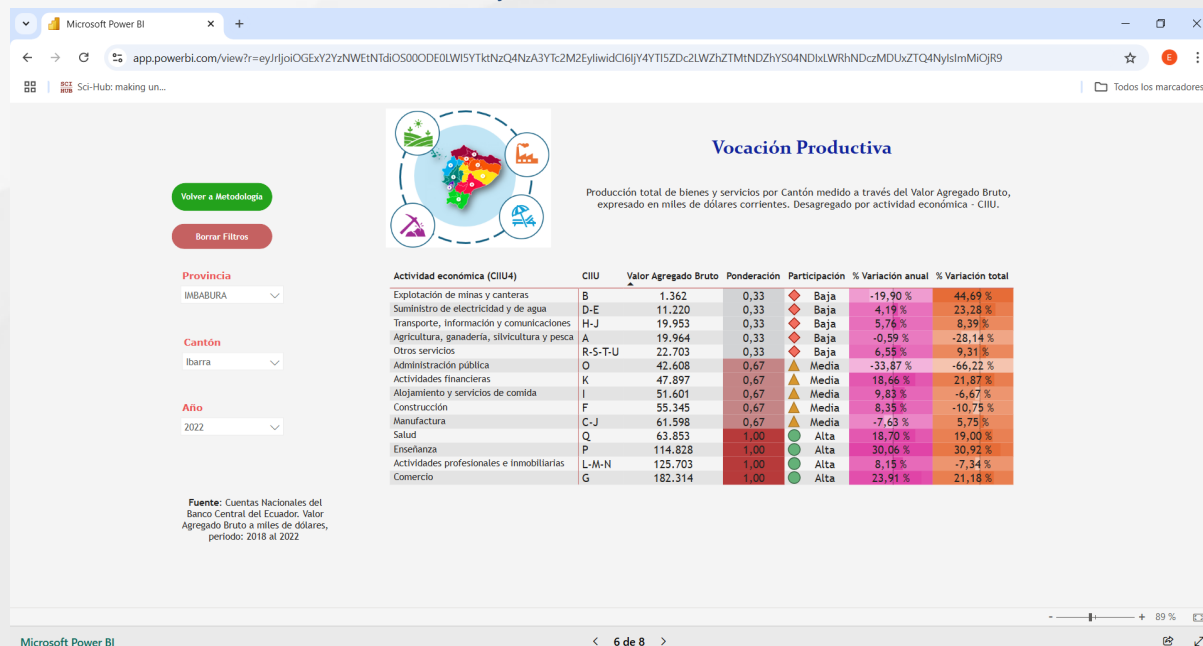 Microsoft Power BI
app.powerbi.com/view?r=eyJrIjoiOGExY2YzNWEtNTdiOS00ODE0LWI5YTktNzQ4NzA3YTc2M2EyIiwidCI6IjY4YTI5ZDc2LWZhZTMtNDZhYS04NDIxLWRhNDczMDUxZTQ4NyIsImMiOjR9
E
SCI HUB Sci-Hub: making un...
Todos los marcadores
Vocación Productiva
Producción total de bienes y servicios por Cantón medido a través del Valor Agregado Bruto,
expresado en miles de dólares corrientes. Desagregado por actividad económica - CIIU.
Volver a Metodología
Borrar Filtros
Provincia
IMBABURA
Cantón
Ibarra
Año
2022
Fuente: Cuentas Nacionales del
Banco Central del Ecuador. Valor
Agregado Bruto a miles de dólares,
período: 2018 al 2022
Actividad económica (CIIU4) CIIU Valor Agregado Bruto Ponderación Participación % Variación anual % Variación total
Explotación de minas y canteras B 1.362 0,33 Baja -19,90 % 44,69 %
Suministro de electricidad y de agua D-E 11.220 0,33 Baja 4,19 % 23,28 %
Transporte, información y comunicaciones H-J 19.953 0,33 Baja 5,76 % 8,39 %
Agricultura, ganadería, silvicultura y pesca A 19.964 0,33 Baja -0,59 % -28,14 %
Otros servicios R-S-T-U 22.703 0,33 Baja 6,55 % 9,31 %
Administración pública O 42.608 0,67 Media -33,87 % -66,22 %
Actividades financieras K 47.897 0,67 Media 18,66 % 21,87 %
Alojamiento y servicios de comida I 51.601 0,67 Media 9,83 % -6,67 %
Construcción F 55.345 0,67 Media 8,35 % -10,75 %
Manufactura C-J 61.598 0,67 Media -7,63 % 5,75 %
Salud Q 63.853 1,00 Alta 18,70 % 19,00 %
Enseñanza P 114.828 1,00 Alta 30,06 % 30,92 %
Actividades profesionales e inmobiliarias L-M-N 125.703 1,00 Alta 8,15 % -7,34 %
Comercio G 182.314 1,00 Alta 23,91 % 21,18 %
89 %
Microsoft Power BI
6 de 8